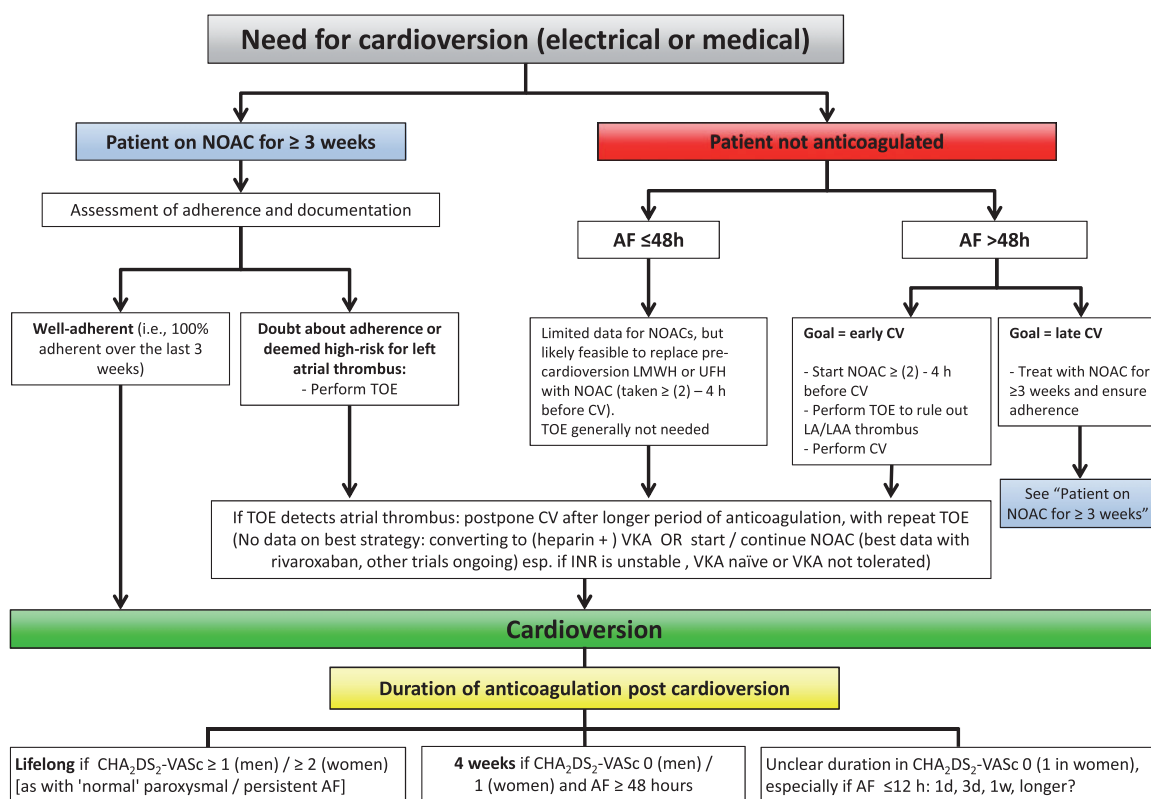 Need for cardioversion (electrical or medical)
Patient on NOAC for ≥ 3 weeks
Patient not anticoagulated
Assessment of adherence and documentation
AF ≤48h
AF >48h
Well-adherent (i.e., 100%
adherent over the last 3
weeks)
Doubt about adherence or
deemed high-risk for left
atrial thrombus:
- Perform TOE
Limited data for NOACs, but
likely feasible to replace pre-
cardioversion LMWH or UFH
with NOAC (taken ≥ (2) – 4 h
before CV).
TOE generally not needed
Goal = early CV
- Start NOAC ≥ (2) - 4 h
before CV
- Perform TOE to rule out
LA/LAA thrombus
- Perform CV
Goal = late CV
- Treat with NOAC for
≥3 weeks and ensure
adherence
See “Patient on
NOAC for ≥ 3 weeks”
If TOE detects atrial thrombus: postpone CV after longer period of anticoagulation, with repeat TOE
(No data on best strategy: converting to (heparin + ) VKA OR start / continue NOAC (best data with
rivaroxaban, other trials ongoing) esp. if INR is unstable , VKA naïve or VKA not tolerated)
Cardioversion
Duration of anticoagulation post cardioversion
Lifelong if CHA₂DS₂-VASc ≥ 1 (men) / ≥ 2 (women)
[as with 'normal' paroxysmal / persistent AF]
4 weeks if CHA₂DS₂-VASc 0 (men) /
1 (women) and AF ≥ 48 hours
Unclear duration in CHA₂DS₂-VASc 0 (1 in women),
especially if AF ≤12 h: 1d, 3d, 1w, longer?